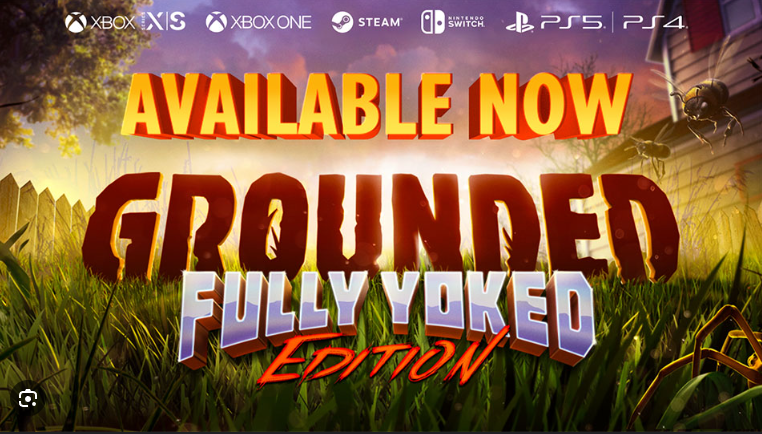 XBOX SERIES X|S XBOX ONE STEAM NINTENDO SWITCH PS5 PS4
AVAILABLE NOW
GROUNDED
FULLY YOKED
EDITION